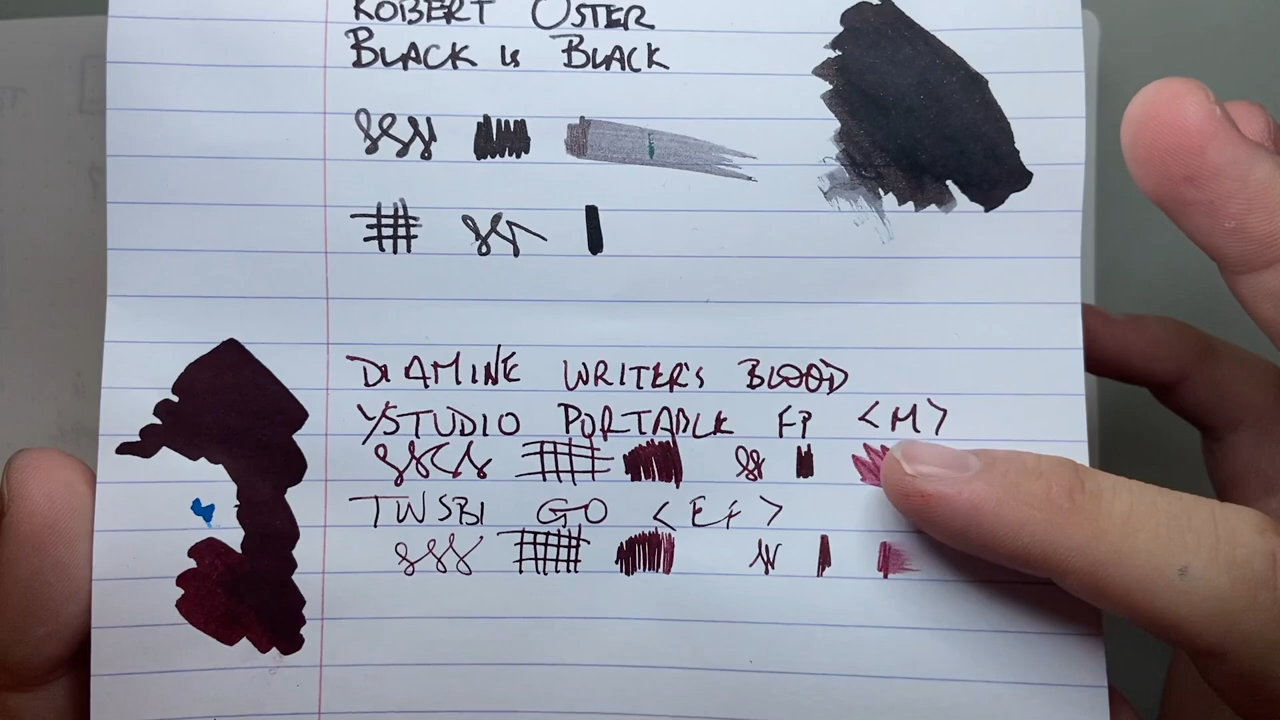 ROBERT OSTER
BLACK IS BLACK
DIAMINE WRITER'S BLOOD
YSTUDIO PORTABLE FP <M>
TWSBI GO <EF>